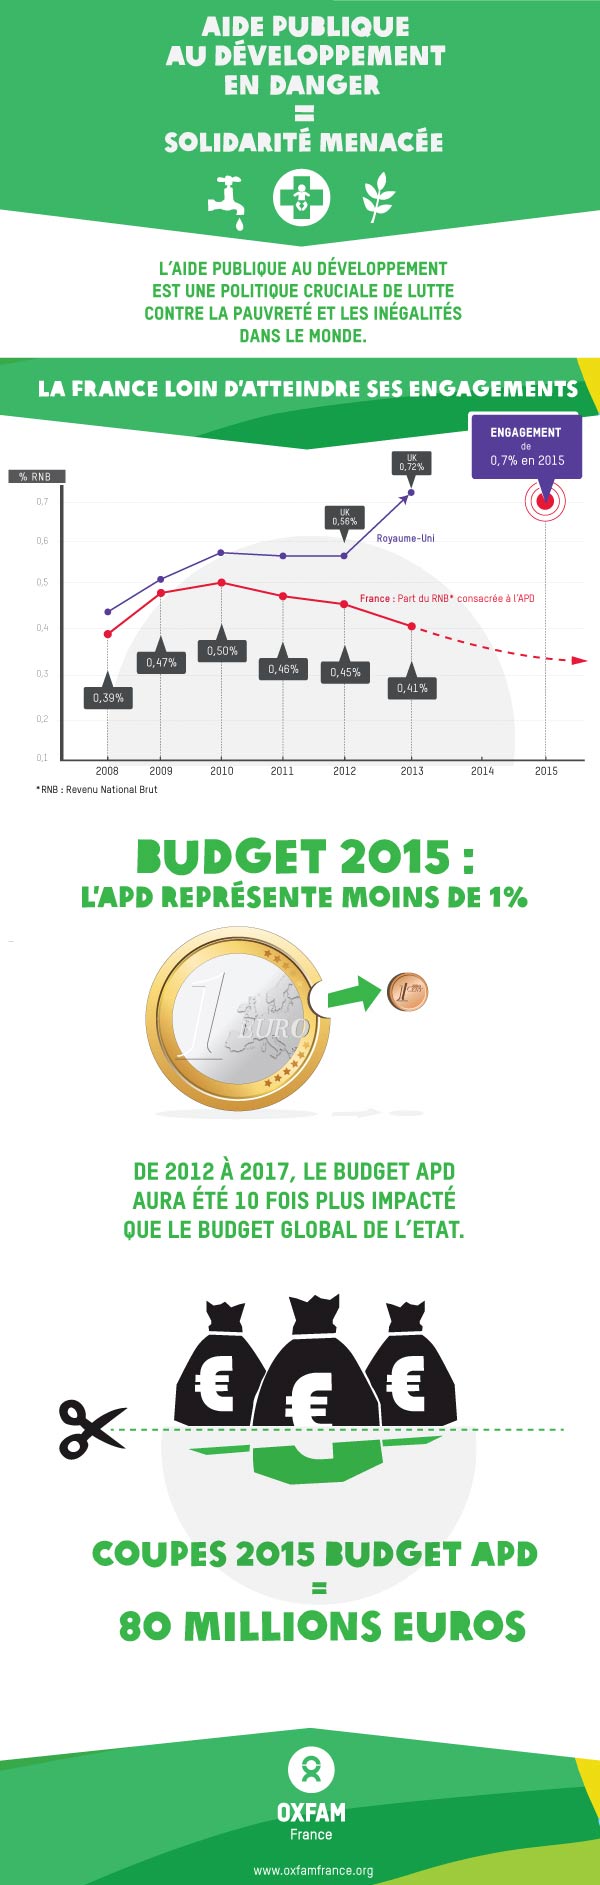 AIDE PUBLIQUE
AU DÉVELOPPEMENT
EN DANGER
=
SOLIDARITÉ MENACÉE
L'AIDE PUBLIQUE AU DÉVELOPPEMENT
EST UNE POLITIQUE CRUCIALE DE LUTTE
CONTRE LA PAUVRETÉ ET LES INÉGALITÉS
DANS LE MONDE.
LA FRANCE LOIN D'ATTEINDRE SES ENGAGEMENTS
ENGAGEMENT
de
0,7% en 2015
% RNB
UK
0,72%
0,7
UK
0,56%
Royaume-Uni
0,6
0,5
France : Part du RNB* consacrée à l'APD
0,4
0,50%
0,47%
0,46%
0,45%
0,41%
0,39%
0,3
0,2
0,1
2008 2009 2010 2011 2012 2013 2014 2015
*RNB : Revenu National Brut
BUDGET 2015 :
L'APD REPRÉSENTE MOINS DE 1%
1 EURO
1 CENT
DE 2012 À 2017, LE BUDGET APD
AURA ÉTÉ 10 FOIS PLUS IMPACTÉ
QUE LE BUDGET GLOBAL DE L'ETAT.
€ € €
COUPES 2015 BUDGET APD
=
80 MILLIONS EUROS
OXFAM
France
www.oxfamfrance.org